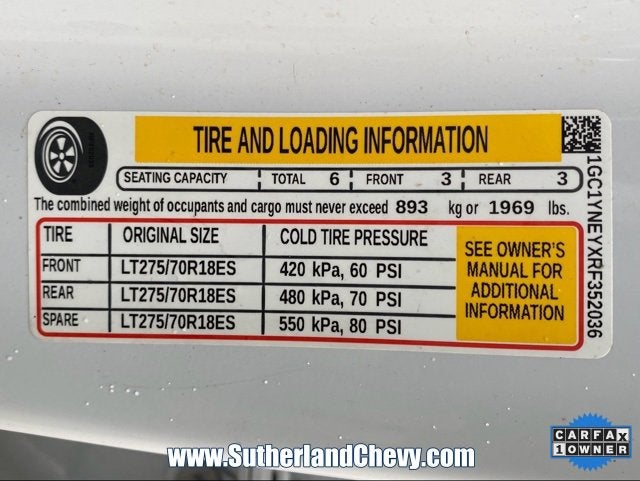 TIRE AND LOADING INFORMATION
SEATING CAPACITY TOTAL 6 FRONT 3 REAR 3
The combined weight of occupants and cargo must never exceed 893 kg or 1969 lbs.
TIRE ORIGINAL SIZE COLD TIRE PRESSURE
FRONT LT275/70R18ES 420 kPa, 60 PSI
REAR LT275/70R18ES 480 kPa, 70 PSI
SPARE LT275/70R18ES 550 kPa, 80 PSI
SEE OWNER'S
MANUAL FOR
ADDITIONAL
INFORMATION
1GC1YNEYXRF352036
www.SutherlandChevy.com
CARFAX
1 OWNER